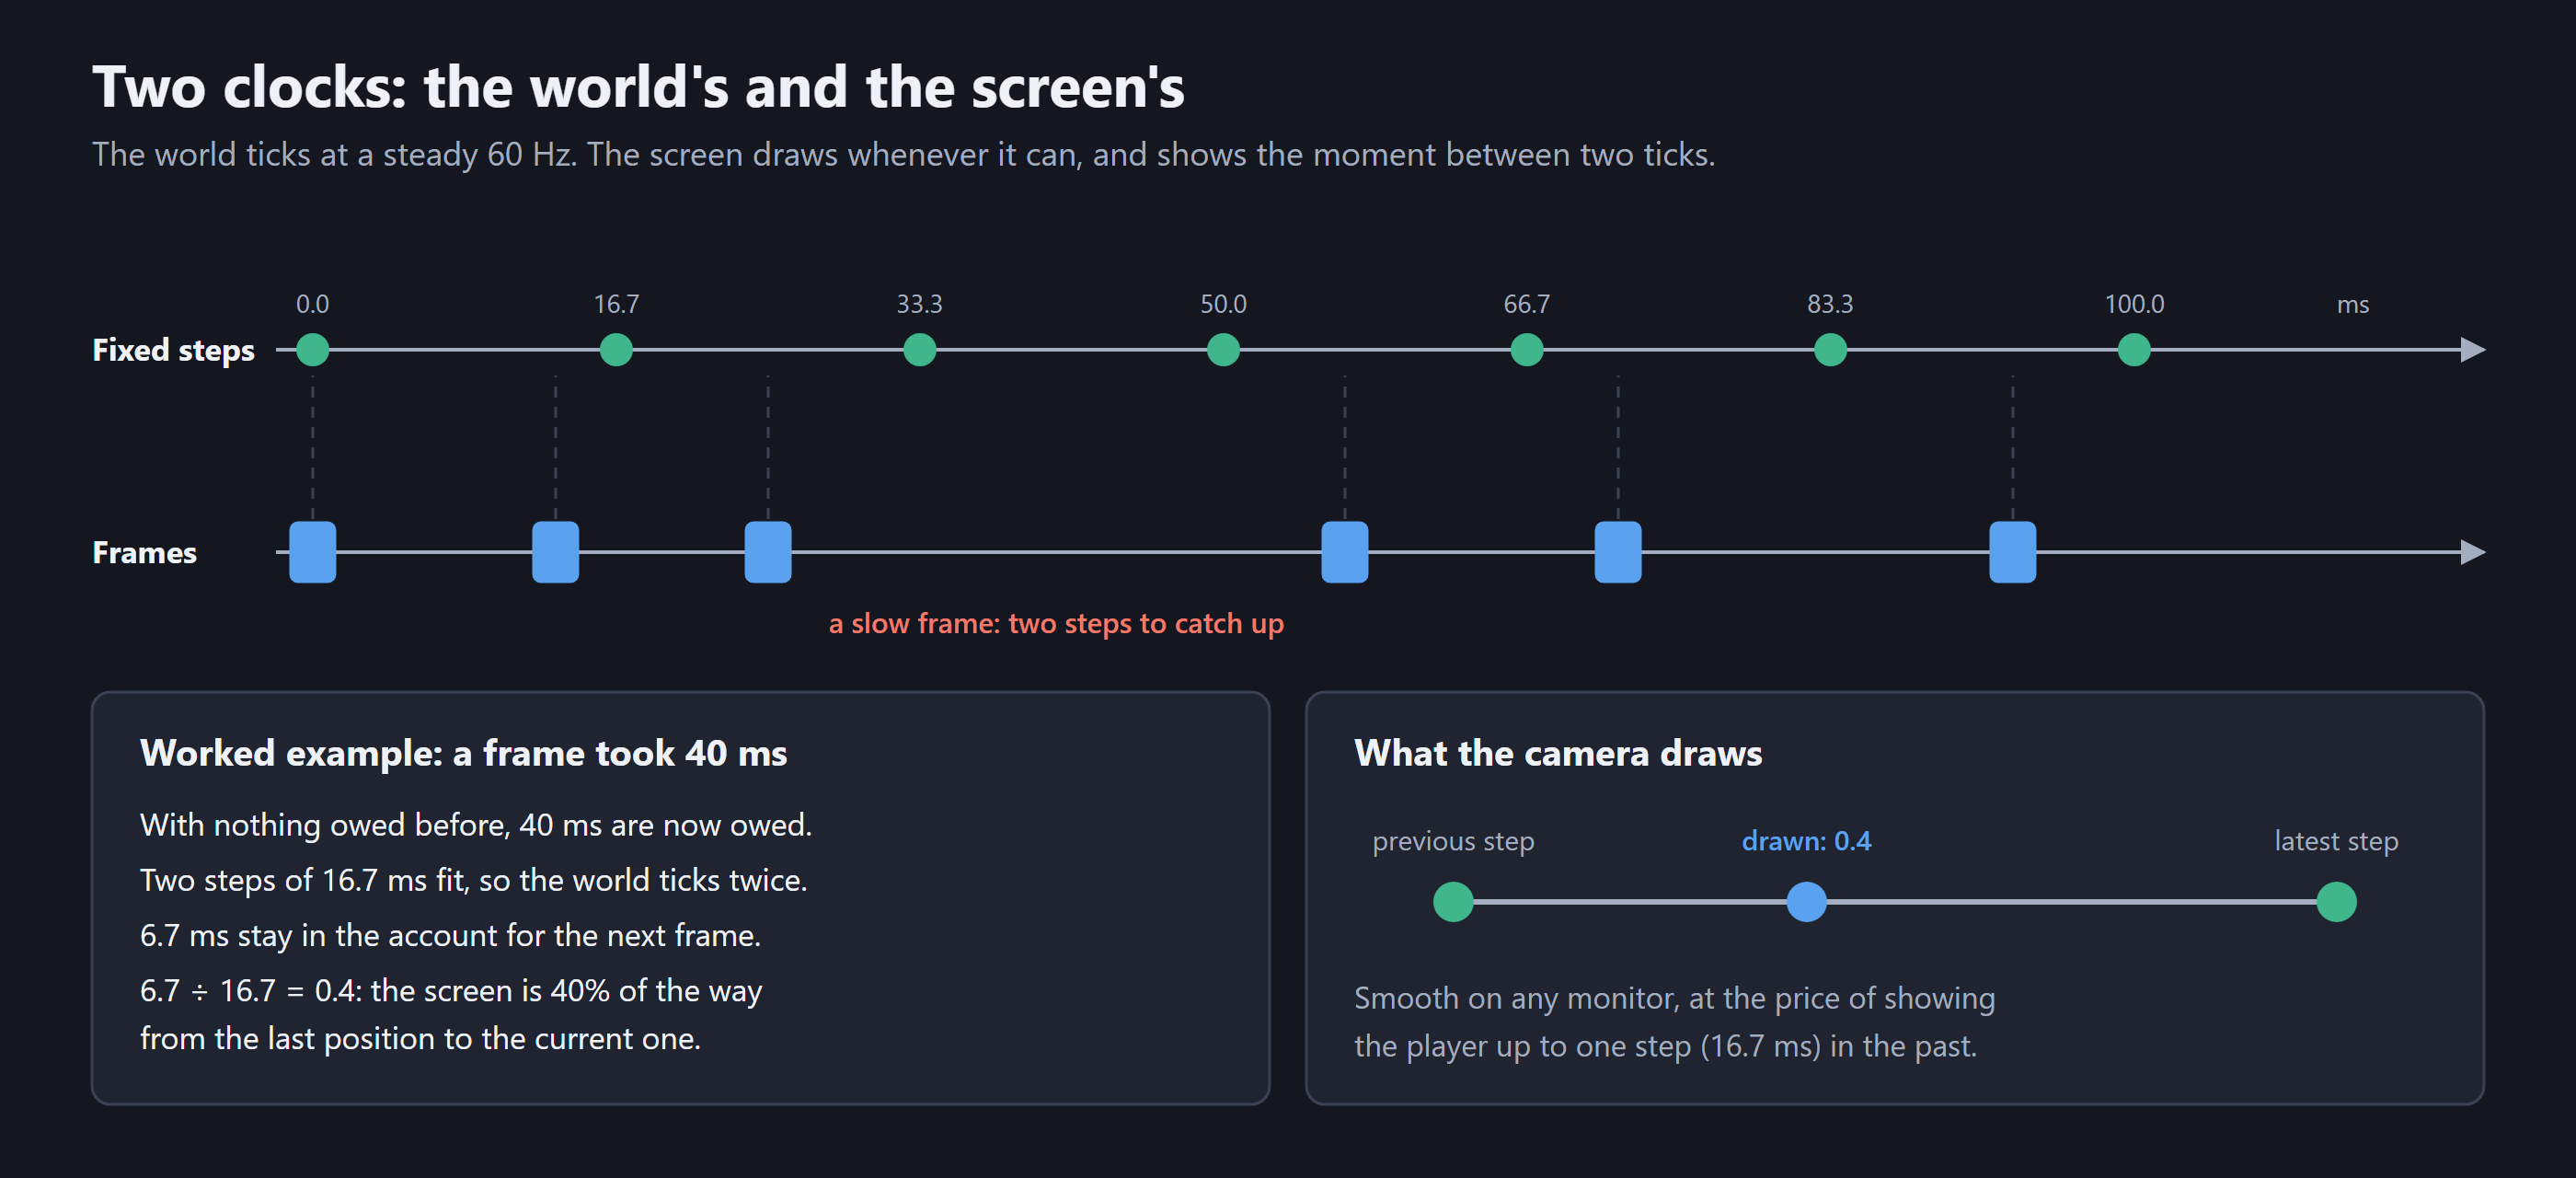 Two clocks: the world's and the screen's
The world ticks at a steady 60 Hz. The screen draws whenever it can, and shows the moment between two ticks.
0.0 16.7 33.3 50.0 66.7 83.3 100.0 ms
Fixed steps
Frames
a slow frame: two steps to catch up
Worked example: a frame took 40 ms
With nothing owed before, 40 ms are now owed.
Two steps of 16.7 ms fit, so the world ticks twice.
6.7 ms stay in the account for the next frame.
6.7 ÷ 16.7 = 0.4: the screen is 40% of the way
from the last position to the current one.
What the camera draws
previous step drawn: 0.4 latest step
Smooth on any monitor, at the price of showing
the player up to one step (16.7 ms) in the past.